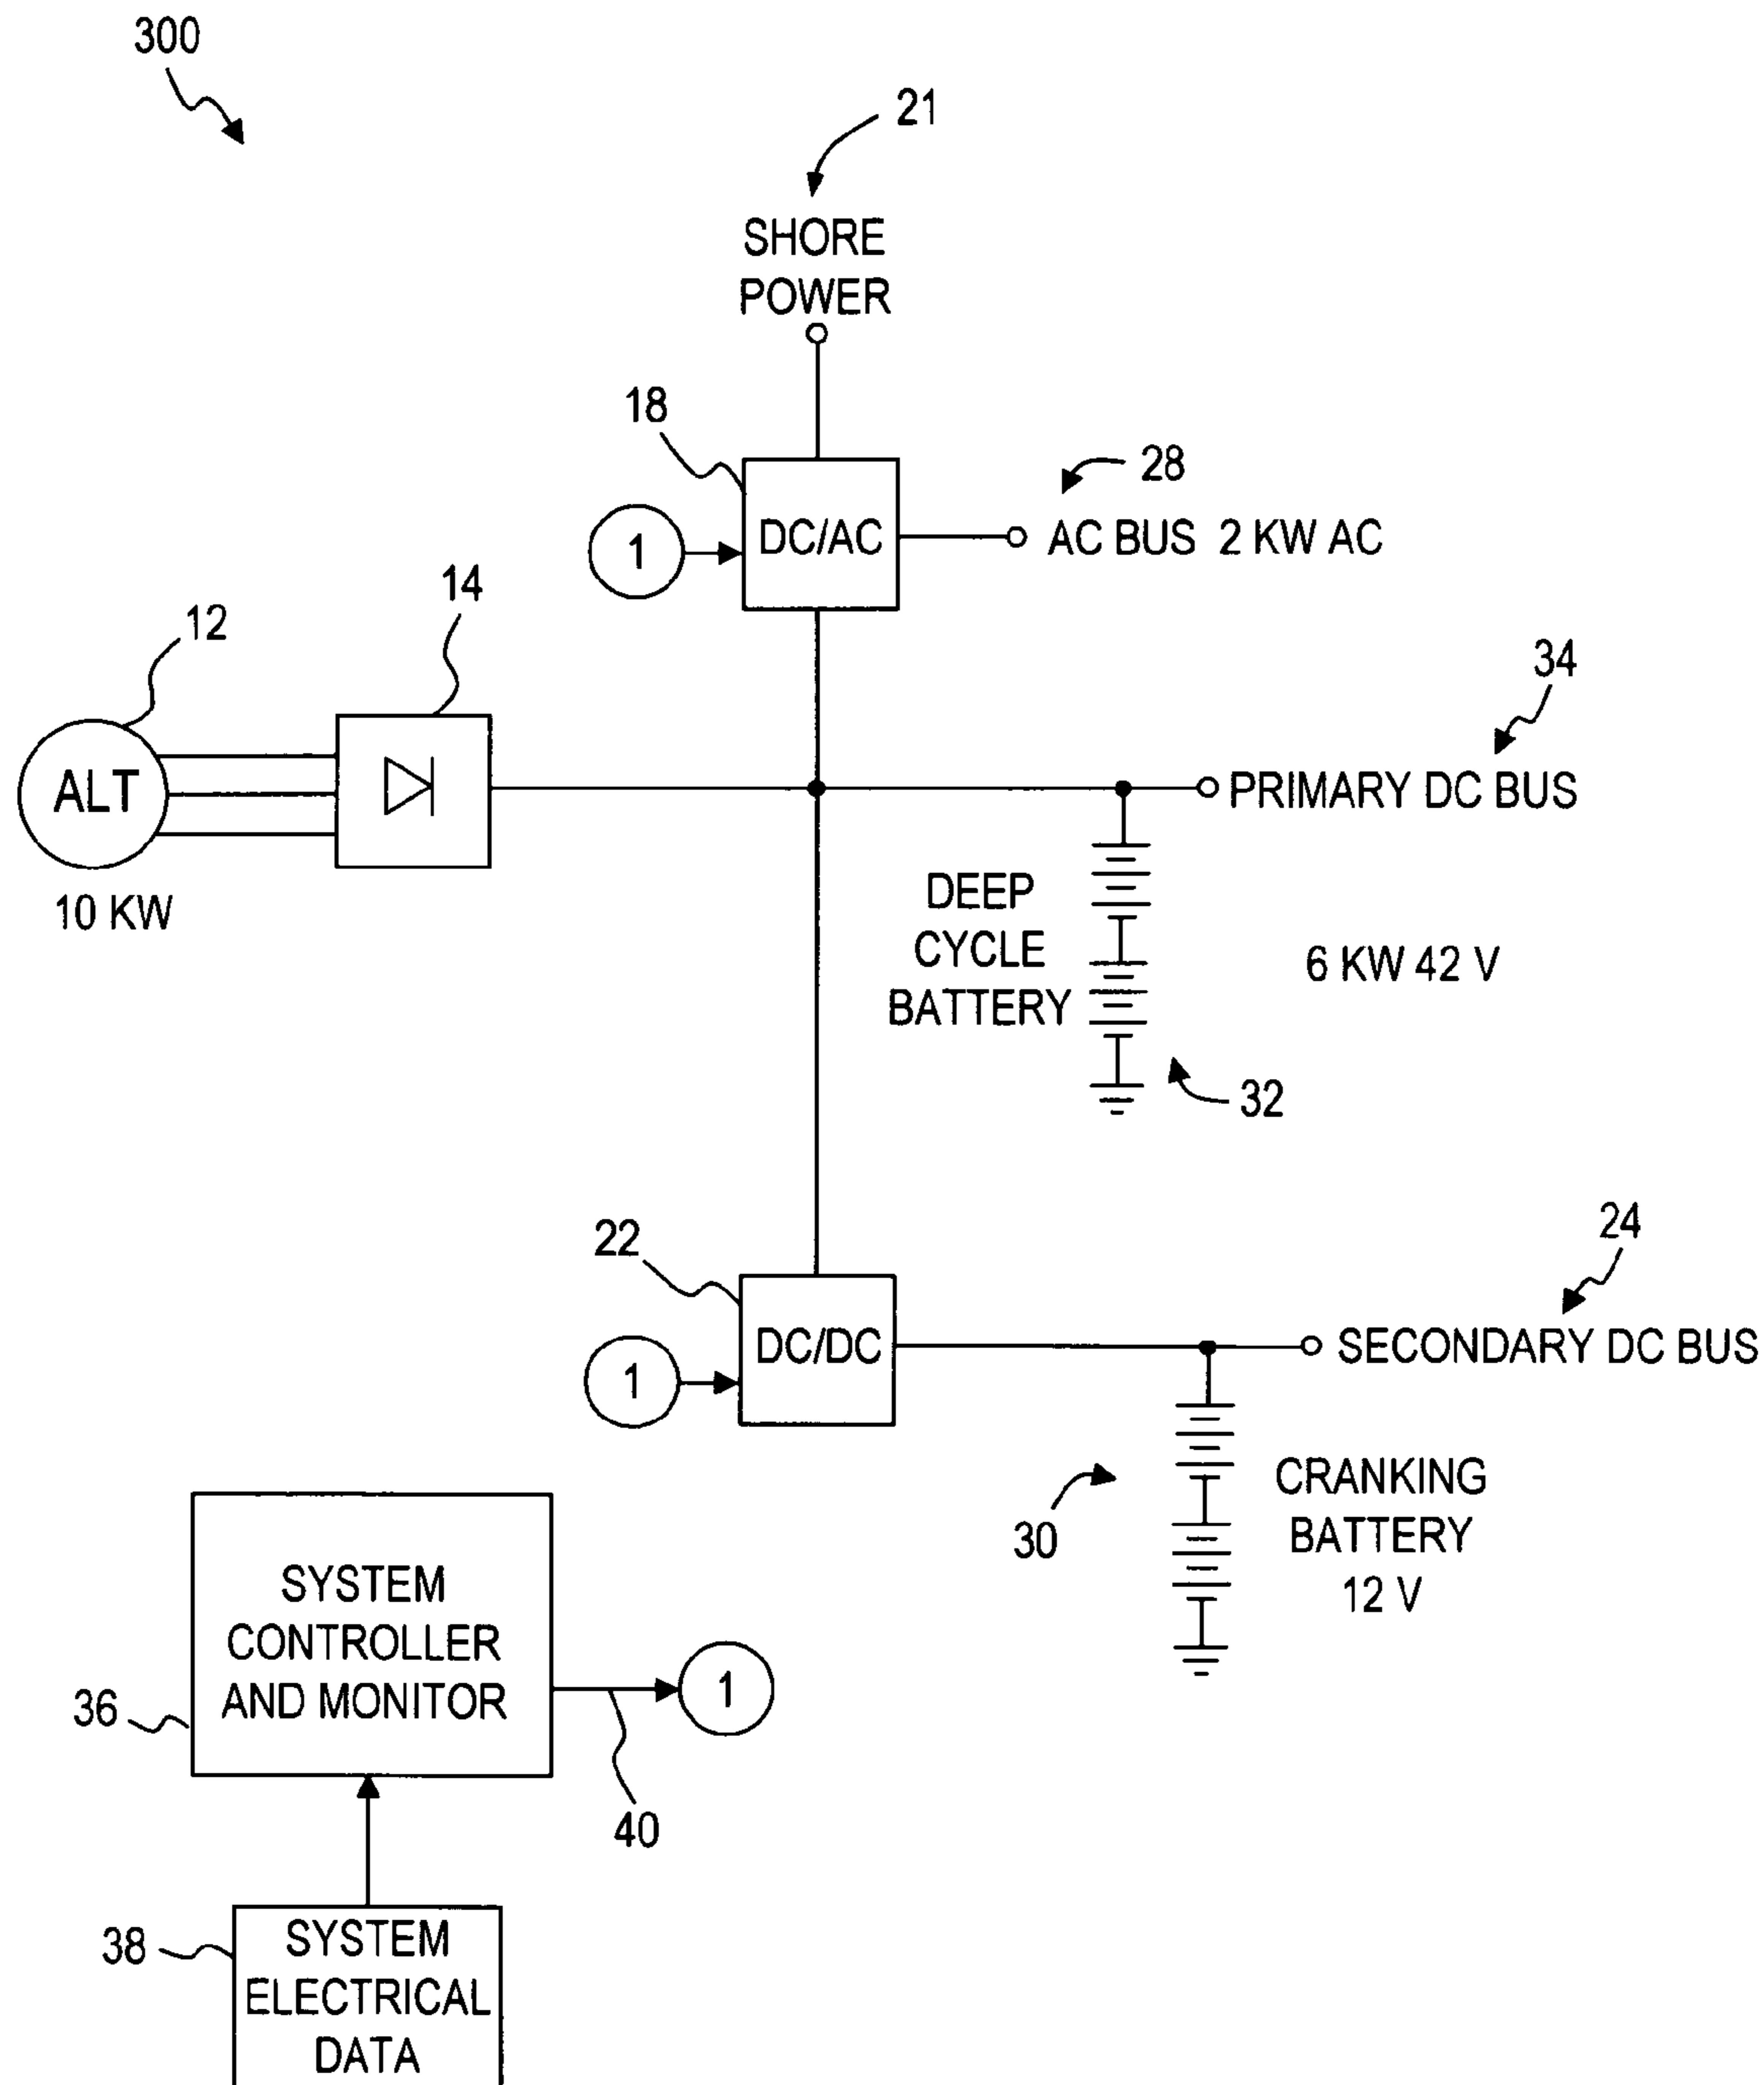 300
21
SHORE
POWER
18
28
1
DC/AC
AC BUS 2 KW AC
14
12
34
ALT
PRIMARY DC BUS
10 KW
DEEP
CYCLE
BATTERY
6 KW 42 V
32
24
22
DC/DC
SECONDARY DC BUS
1
30
CRANKING
BATTERY
12 V
SYSTEM
CONTROLLER
AND MONITOR
36
1
40
38
SYSTEM
ELECTRICAL
DATA